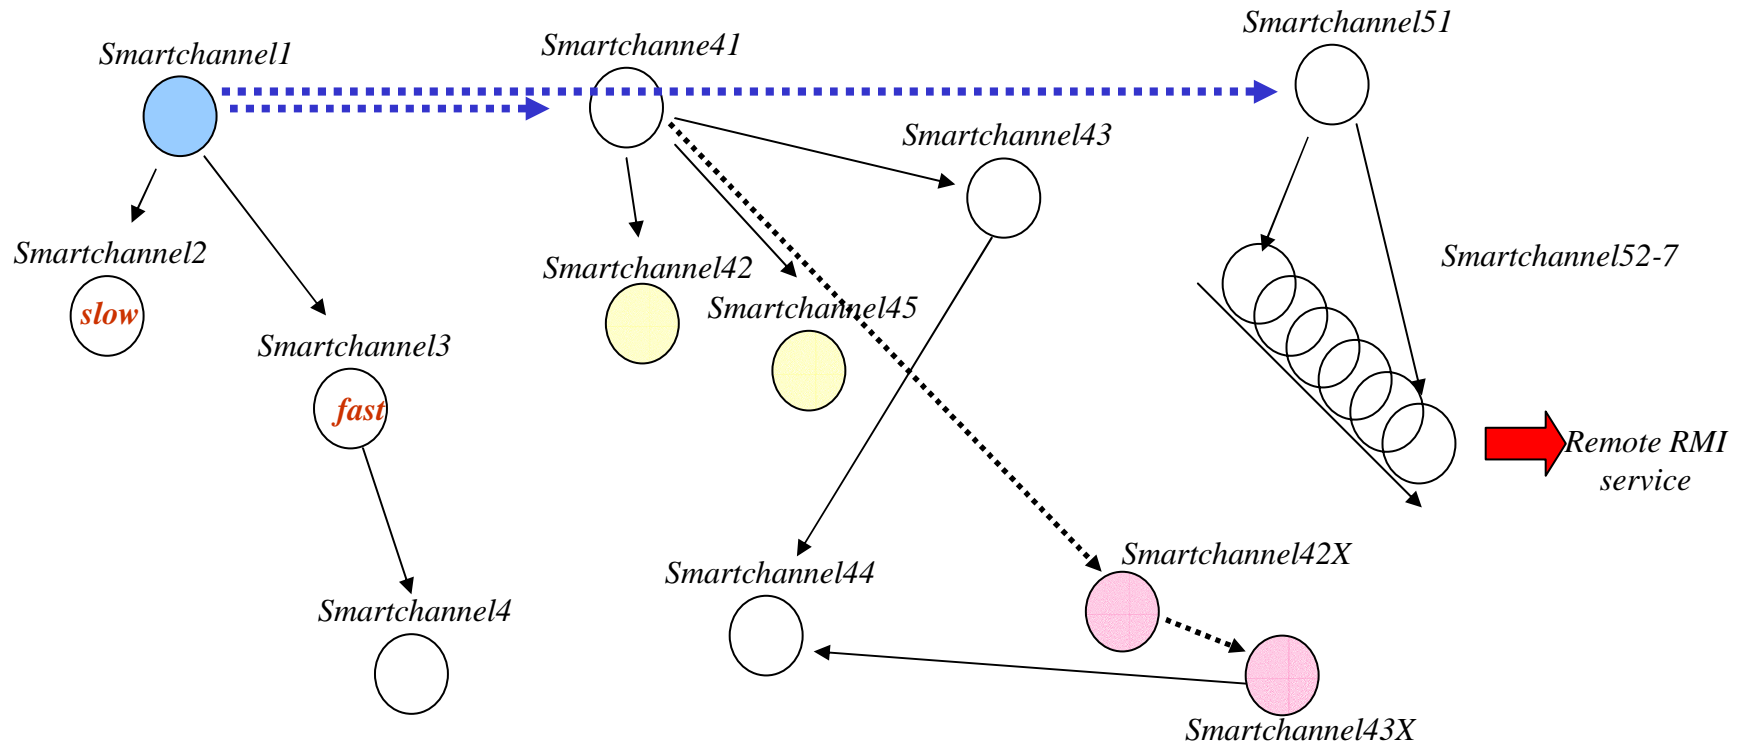 Smartchannel51
Smartchanne41
Smartchannel1
Smartchannel43
Smartchannel2
Smartchannel52-7
Smartchannel42
Smartchannel45
slow
Smartchannel3
fast
Remote RMI
service
Smartchannel42X
Smartchannel44
Smartchannel4
Smartchannel43X